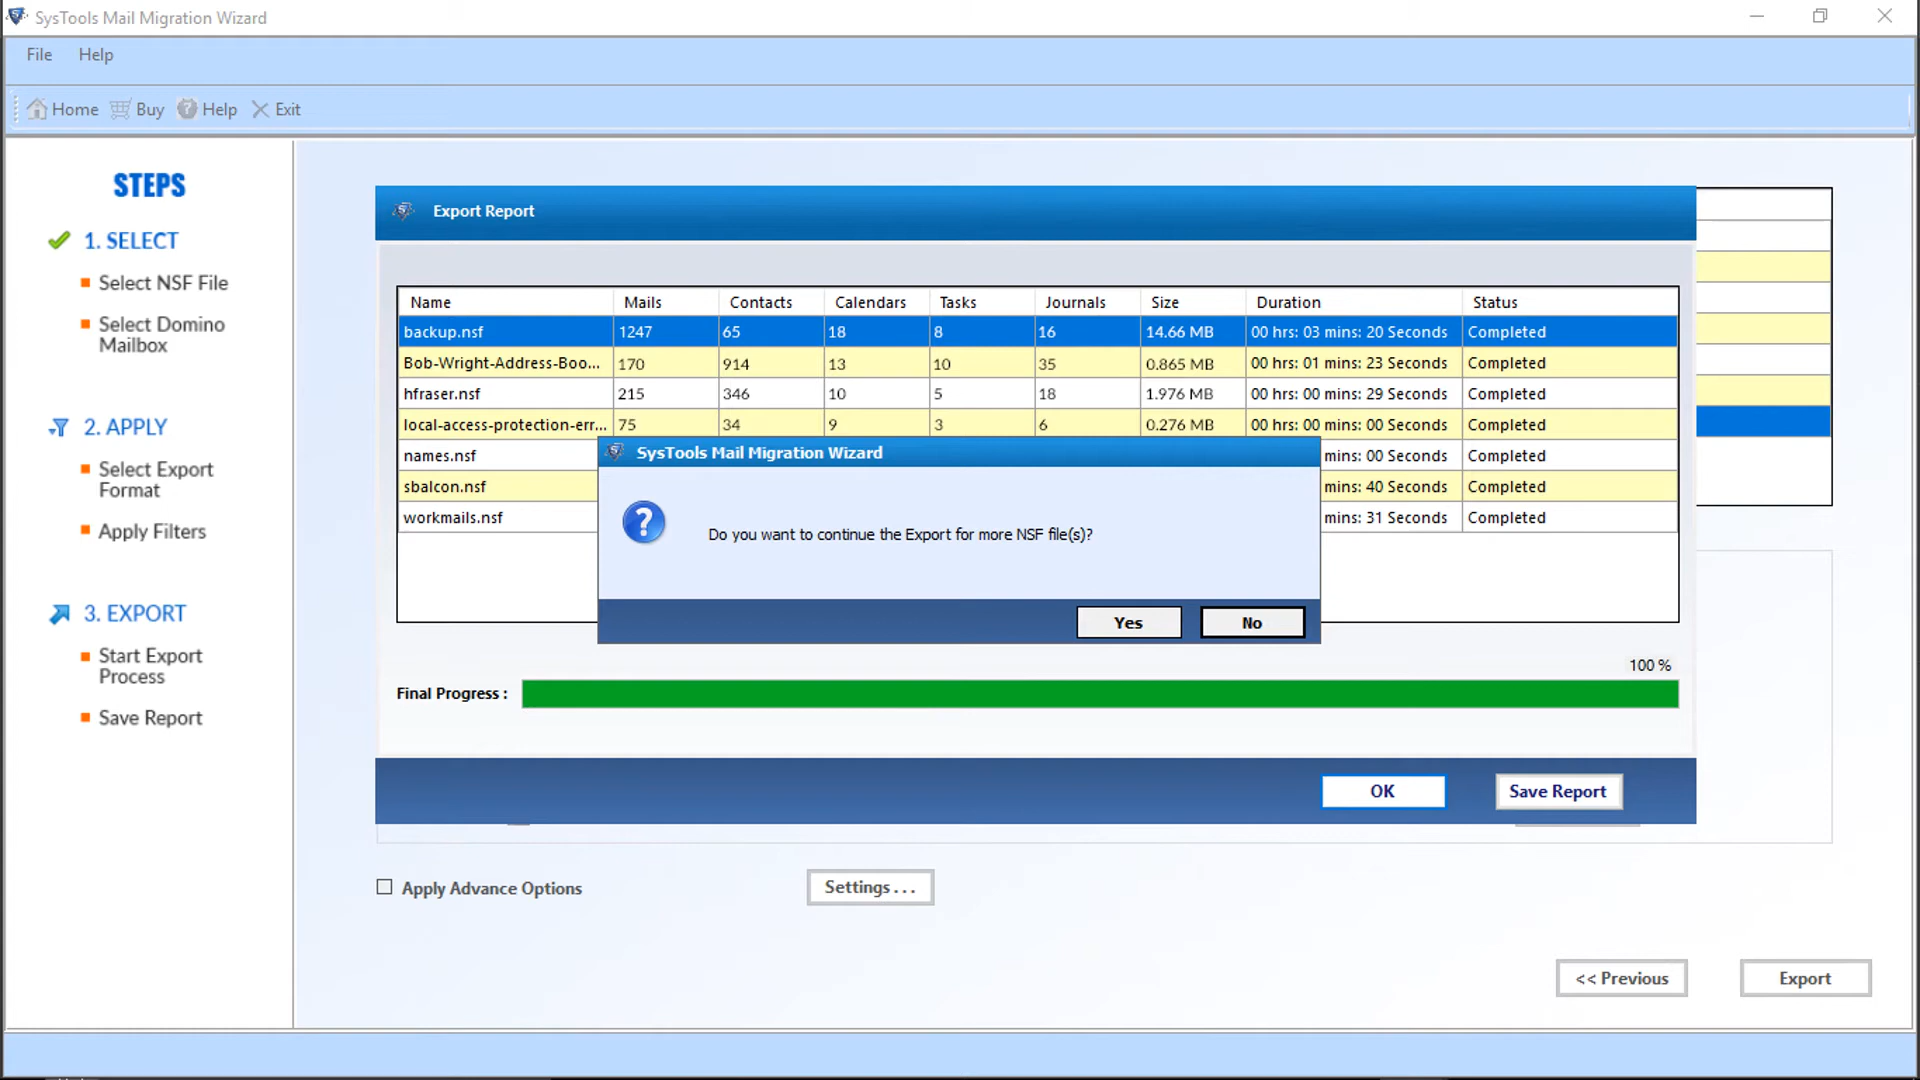 SysTools Mail Migration Wizard
File Help
Home Buy Help Exit
STEPS
1. SELECT
Select NSF File
Select Domino
Mailbox
2. APPLY
Select Export
Format
Apply Filters
3. EXPORT
Start Export
Process
Save Report
Export Report
Name Mails Contacts Calendars Tasks Journals Size Duration Status
backup.nsf 1247 65 18 8 16 14.66 MB 00 hrs: 03 mins: 20 Seconds Completed
Bob-Wright-Address-Boo... 170 914 13 10 35 0.865 MB 00 hrs: 01 mins: 23 Seconds Completed
hfraser.nsf 215 346 10 5 18 1.976 MB 00 hrs: 00 mins: 29 Seconds Completed
local-access-protection-err... 75 34 9 3 6 0.276 MB 00 hrs: 00 mins: 00 Seconds Completed
names.nsf mins: 00 Seconds Completed
sbalcon.nsf mins: 40 Seconds Completed
workmails.nsf mins: 31 Seconds Completed
SysTools Mail Migration Wizard
?
Do you want to continue the Export for more NSF file(s)?
Yes No
100 %
Final Progress :
OK Save Report
Apply Advance Options Settings . . .
<< Previous Export